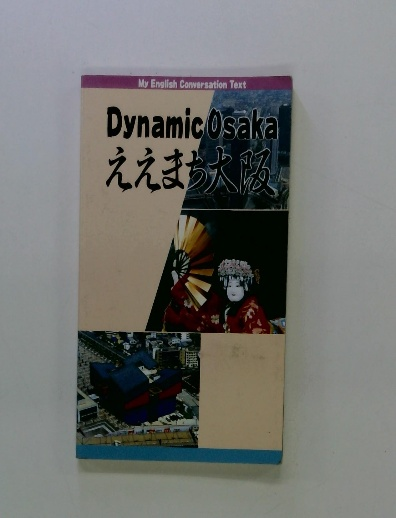 My English Conversation Text
Dynamic Osaka
ええまち大阪